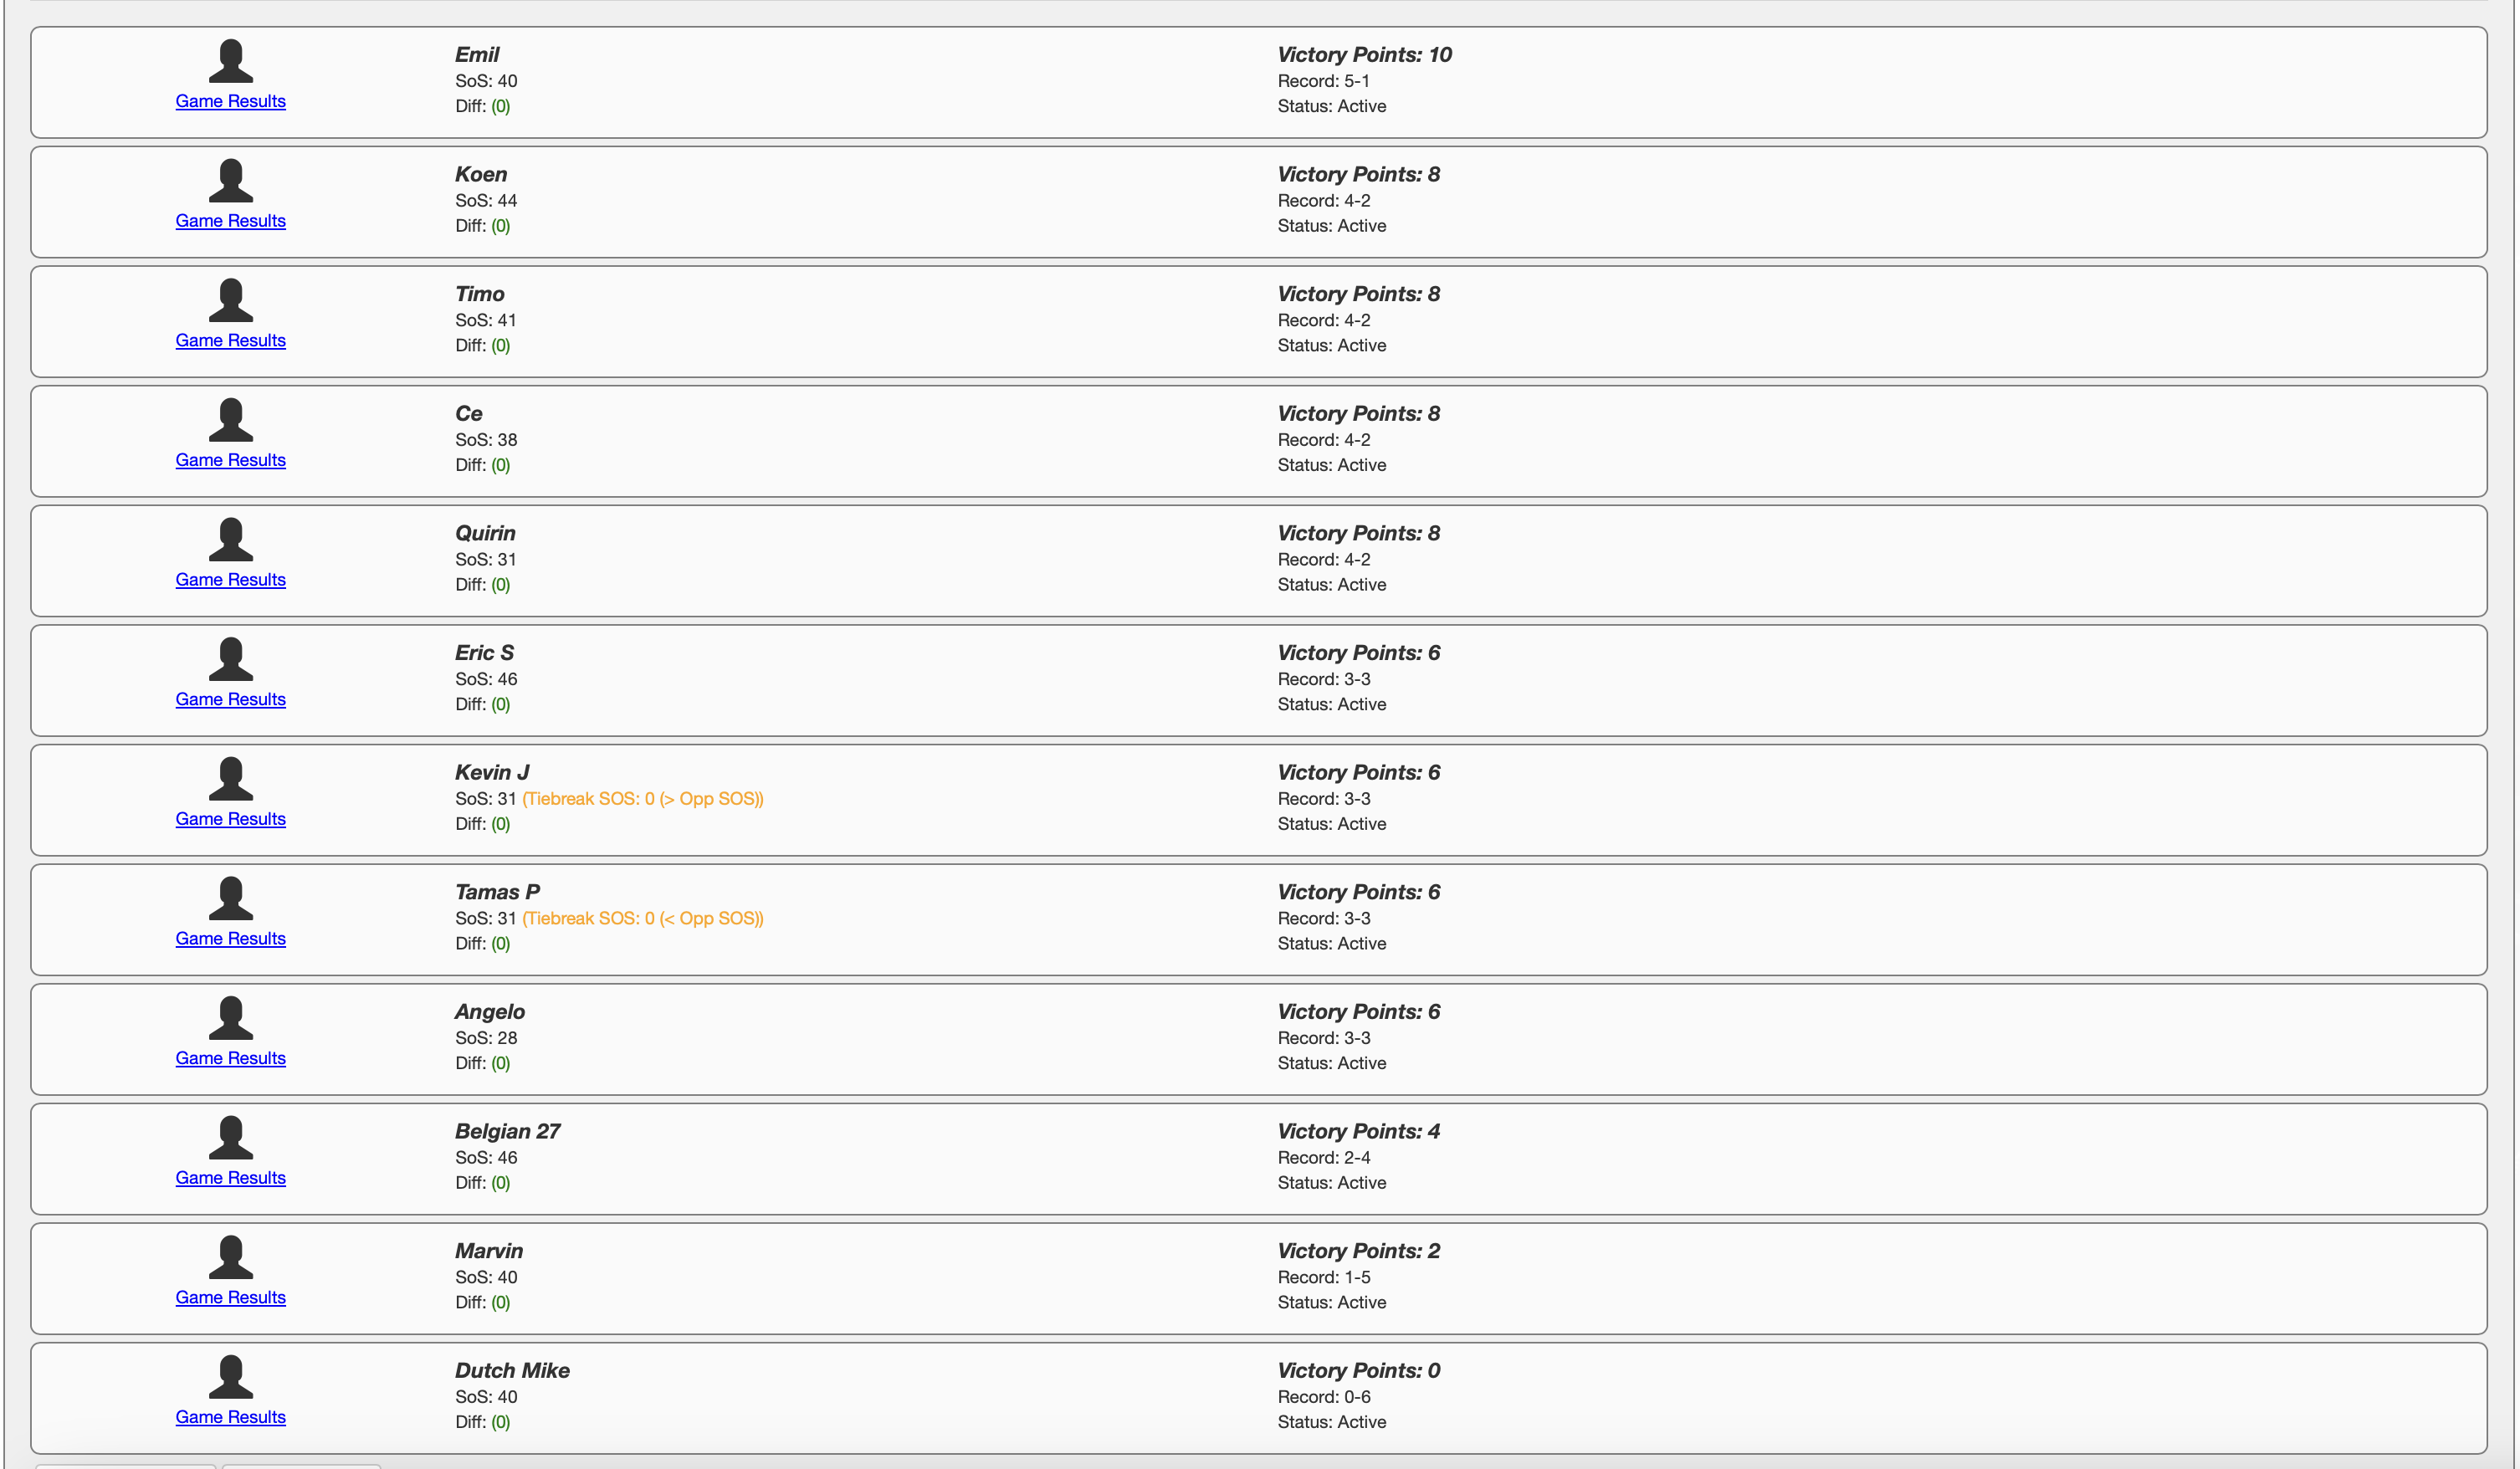 Emil
SoS: 40
Diff: (0)
Game Results
Victory Points: 10
Record: 5-1
Status: Active
Koen
SoS: 44
Diff: (0)
Game Results
Victory Points: 8
Record: 4-2
Status: Active
Timo
SoS: 41
Diff: (0)
Game Results
Victory Points: 8
Record: 4-2
Status: Active
Ce
SoS: 38
Diff: (0)
Game Results
Victory Points: 8
Record: 4-2
Status: Active
Quirin
SoS: 31
Diff: (0)
Game Results
Victory Points: 8
Record: 4-2
Status: Active
Eric S
SoS: 46
Diff: (0)
Game Results
Victory Points: 6
Record: 3-3
Status: Active
Kevin J
SoS: 31 (Tiebreak SOS: 0 (> Opp SOS))
Diff: (0)
Game Results
Victory Points: 6
Record: 3-3
Status: Active
Tamas P
SoS: 31 (Tiebreak SOS: 0 (< Opp SOS))
Diff: (0)
Game Results
Victory Points: 6
Record: 3-3
Status: Active
Angelo
SoS: 28
Diff: (0)
Game Results
Victory Points: 6
Record: 3-3
Status: Active
Belgian 27
SoS: 46
Diff: (0)
Game Results
Victory Points: 4
Record: 2-4
Status: Active
Marvin
SoS: 40
Diff: (0)
Game Results
Victory Points: 2
Record: 1-5
Status: Active
Dutch Mike
SoS: 40
Diff: (0)
Game Results
Victory Points: 0
Record: 0-6
Status: Active